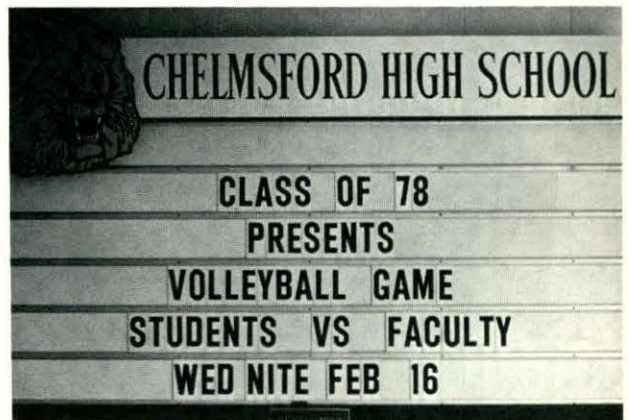 CHELMSFORD HIGH SCHOOL
CLASS OF 78
PRESENTS
VOLLEYBALL GAME
STUDENTS VS FACULTY
WED NITE FEB 16